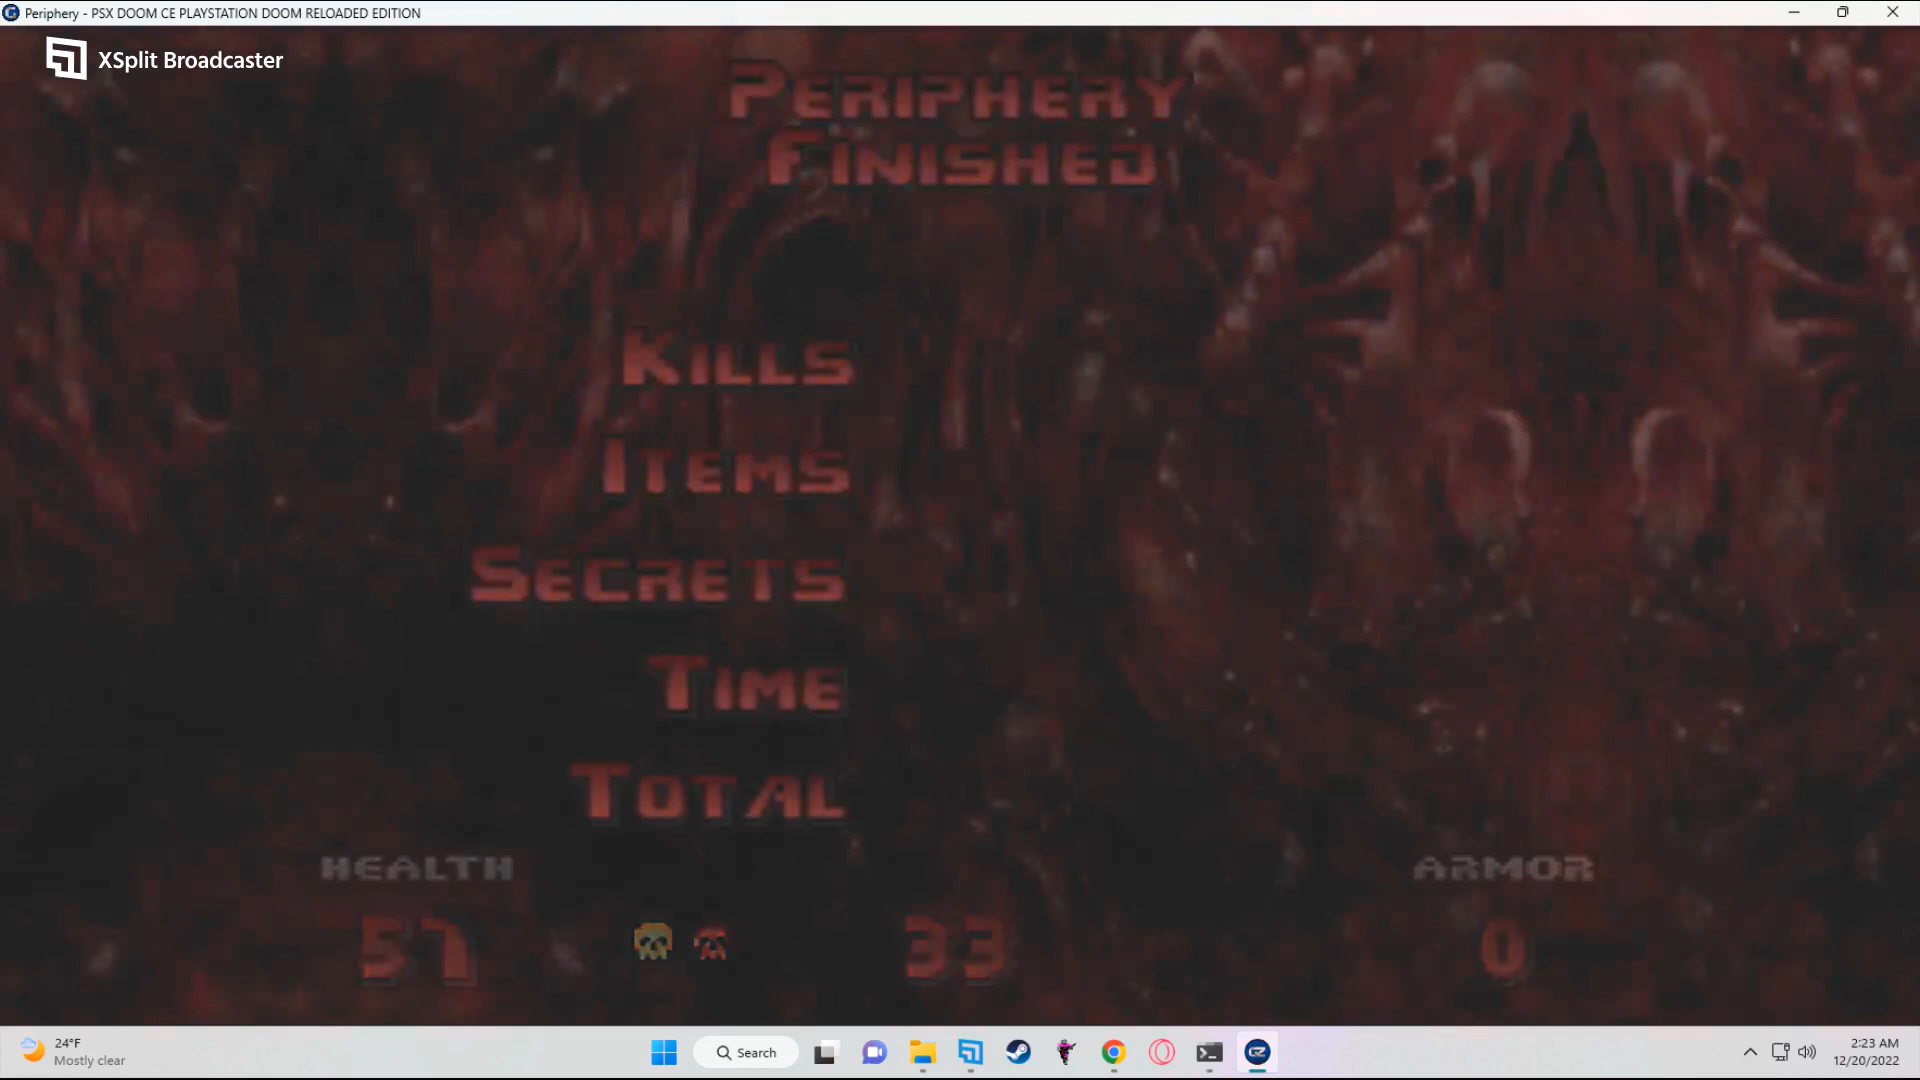 Periphery - PSX DOOM CE PLAYSTATION DOOM RELOADED EDITION
XSplit Broadcaster
PERIPHERY
FINISHED
KILLS
ITEMS
SECRETS
TIME
TOTAL
HEALTH
ARMOR
57
33
0
24°F
Mostly clear
Search
2:23 AM
12/20/2022